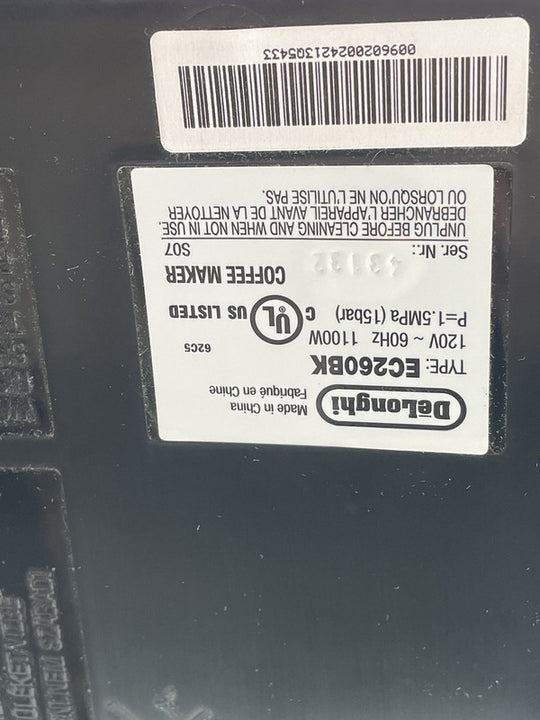 DeLonghi
Made in China
Fabriqué en Chine
TYPE: EC260BK
62C5
120V ~ 60Hz 1100W
P=1.5MPa (15bar)
C UL US LISTED
COFFEE MAKER
Ser. Nr.: S07
UNPLUG BEFORE CLEANING AND WHEN NOT IN USE.
DEBRANCHER L'APPAREIL AVANT DE LA NETTOYER
OU LORSQU'ON NE L'UTILISE PAS.
0096020024213Q5433
NEM SZABAD!